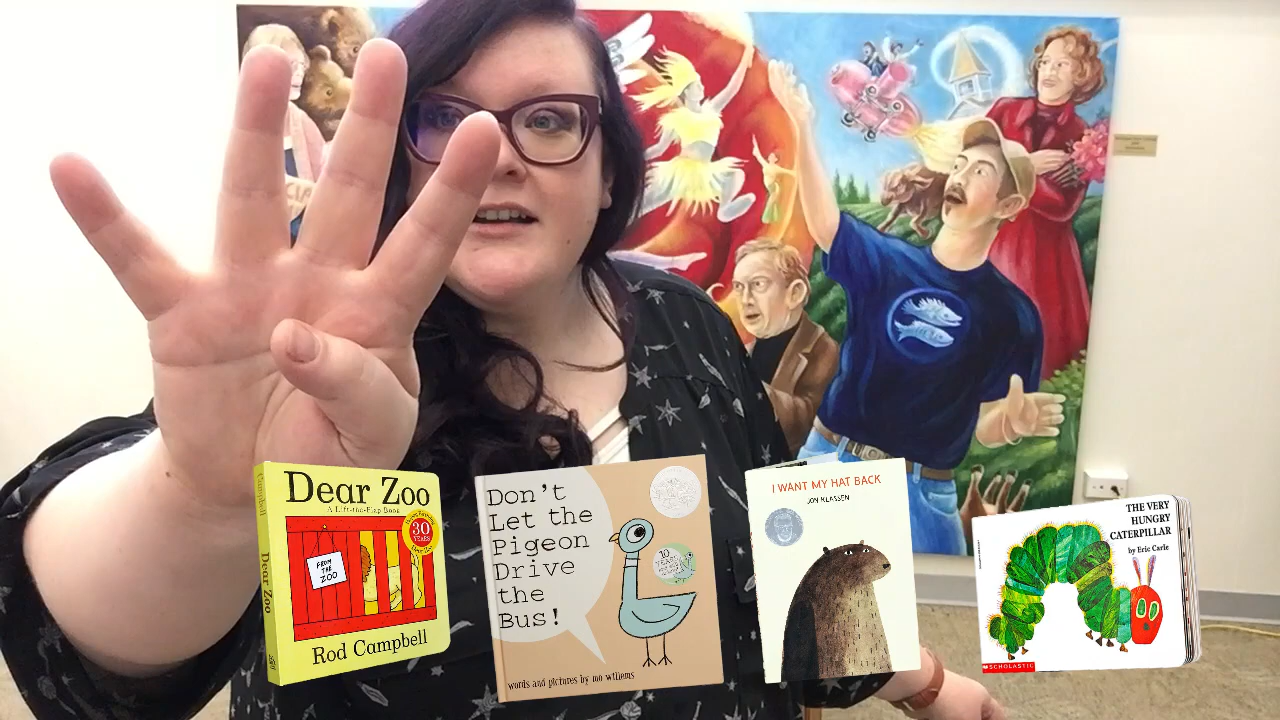 Dear Zoo
A Lift-the-Flap Book
30
YEARS
FROM
THE
ZOO
Rod Campbell
Campbell
Dear Zoo
Don't
Let the
Pigeon
Drive
the
Bus!
10
YEARS
words and pictures by mo willems
I WANT MY HAT BACK
JON KLASSEN
THE VERY
HUNGRY
CATERPILLAR
by Eric Carle
SCHOLASTIC